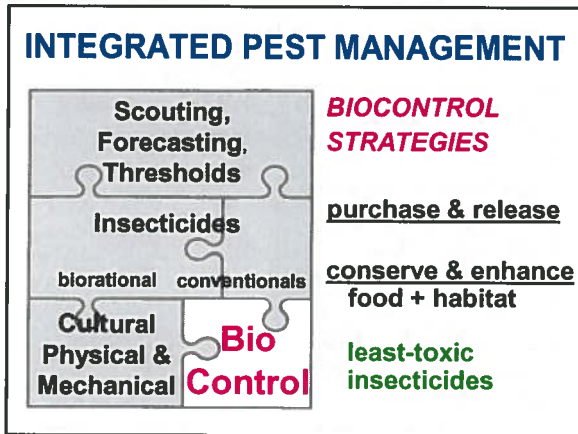 INTEGRATED PEST MANAGEMENT
Scouting,
Forecasting,
Thresholds
Insecticides
biorational conventionals
Cultural
Physical &
Mechanical
Bio
Control
BIOCONTROL
STRATEGIES
purchase & release
conserve & enhance
food + habitat
least-toxic
insecticides